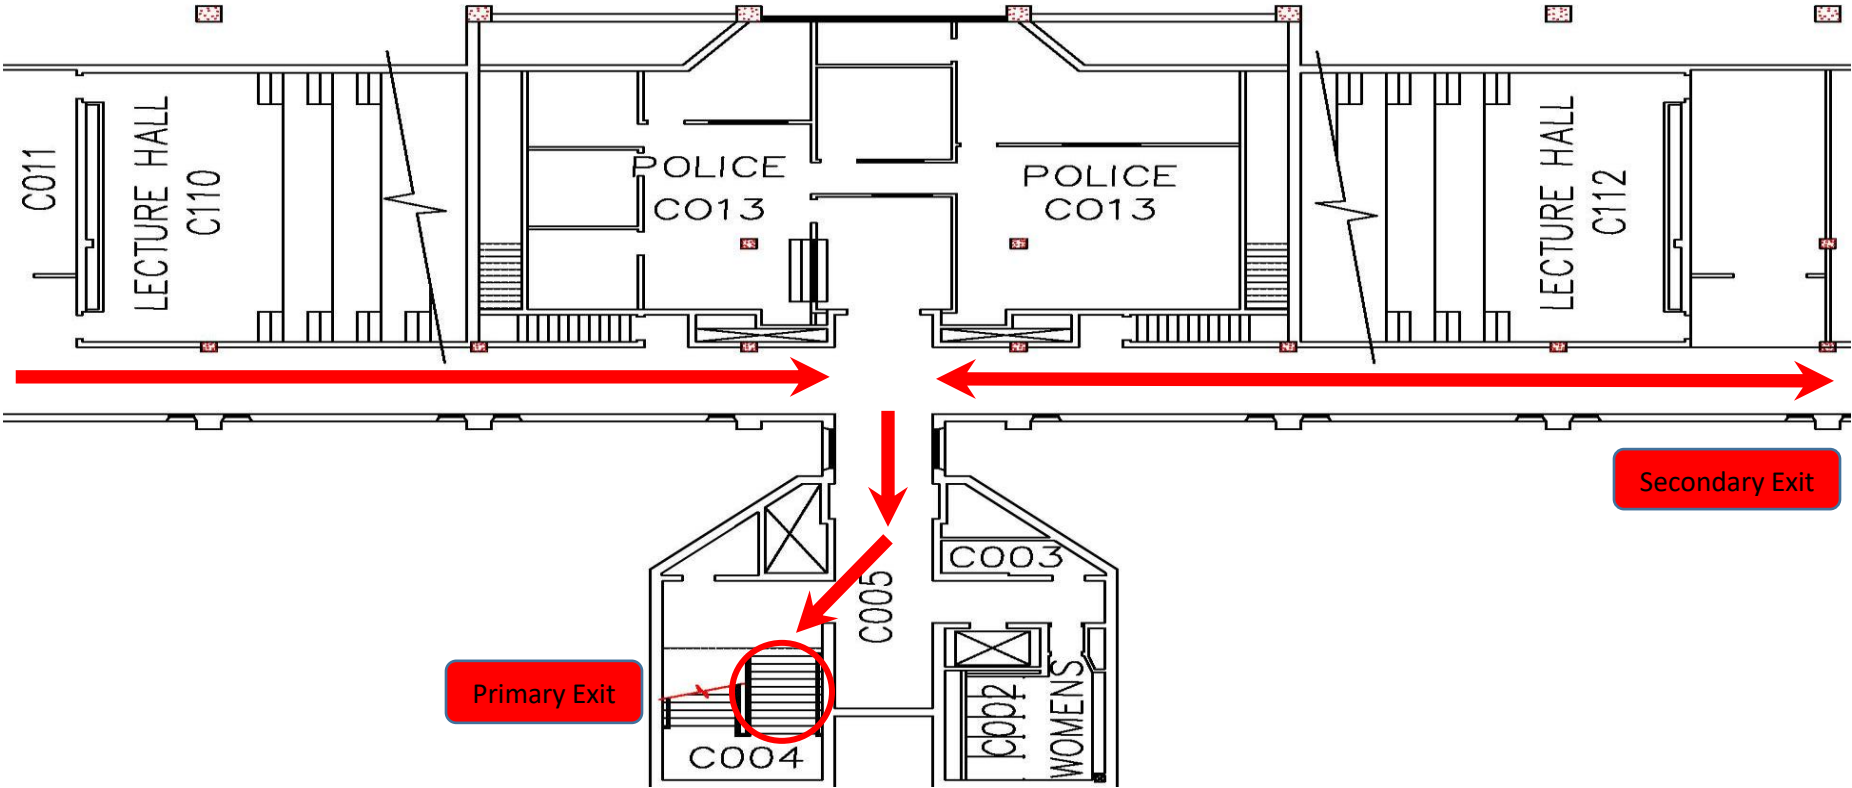 C011
LECTURE HALL
C110
POLICE
C013
POLICE
C013
LECTURE HALL
C112
Secondary Exit
C003
C005
Primary Exit
C004
C002
WOMENS